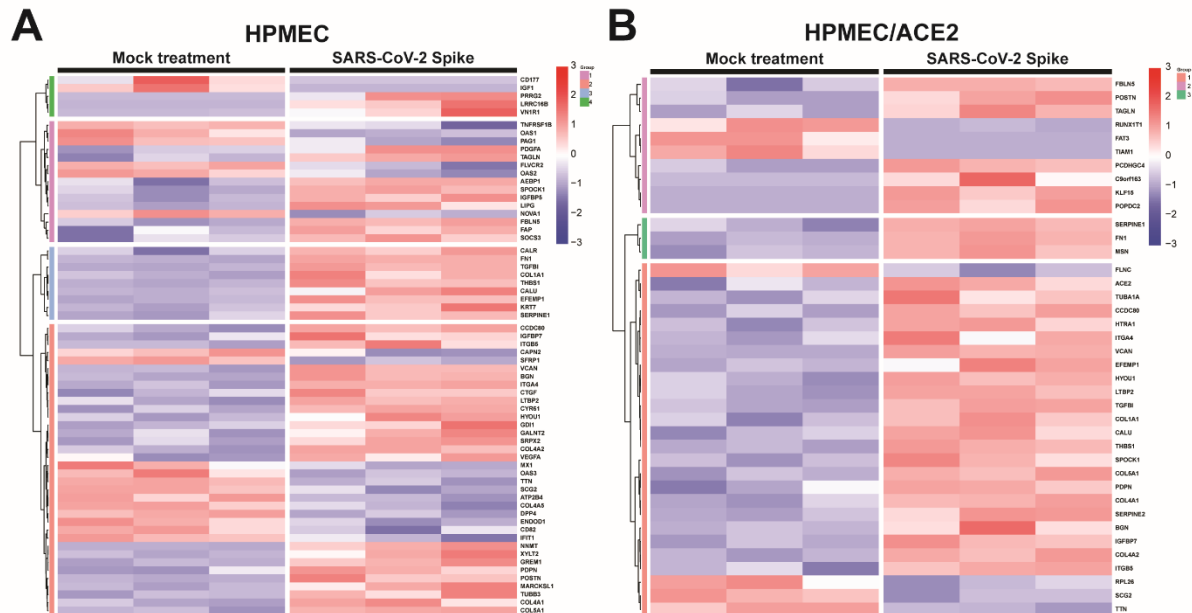 A
HPMEC
Mock treatment
SARS-CoV-2 Spike
CD177
IGF1
PRRG2
LRRC16B
VN1R1
TNFRSF1B
OAS1
PAG1
PDGFA
TAGLN
FLVCR2
OAS2
AEBP1
SPOCK1
IGFBP5
LIPG
NOVA1
FBLN5
FAP
SOCS3
CALR
FN1
TGFBI
COL1A1
THBS1
CALU
EFEMP1
KRT7
SERPINE1
CCDC80
IGFBP7
ITGB5
CAPN2
SFRP1
VCAN
BGN
ITGA4
CTGF
LTBP2
CYR61
HYOU1
GDI1
GALNT2
SRPX2
COL4A2
VEGFA
MX1
OAS3
TTN
SCG2
ATP2B4
COL4A5
DPP4
ENDOD1
CD82
IFIT1
NNMT
XYLT2
GREM1
PDPN
POSTN
MARCKSL1
TUBB3
COL4A1
COL5A1
3
2
1
0
−1
−2
−3
Group
1
2
3
4
B
HPMEC/ACE2
Mock treatment
SARS-CoV-2 Spike
FBLN5
POSTN
TAGLN
RUNX1T1
FAT3
TIAM1
PCDHGC4
C9orf163
KLF15
POPDC2
SERPINE1
FN1
MSN
FLNC
ACE2
TUBA1A
CCDC80
HTRA1
ITGA4
VCAN
EFEMP1
HYOU1
LTBP2
TGFBI
COL1A1
CALU
THBS1
SPOCK1
COL5A1
PDPN
COL4A1
SERPINE2
BGN
IGFBP7
COL4A2
ITGB5
RPL26
SCG2
TTN
3
2
1
0
−1
−2
−3
Group
1
2
3